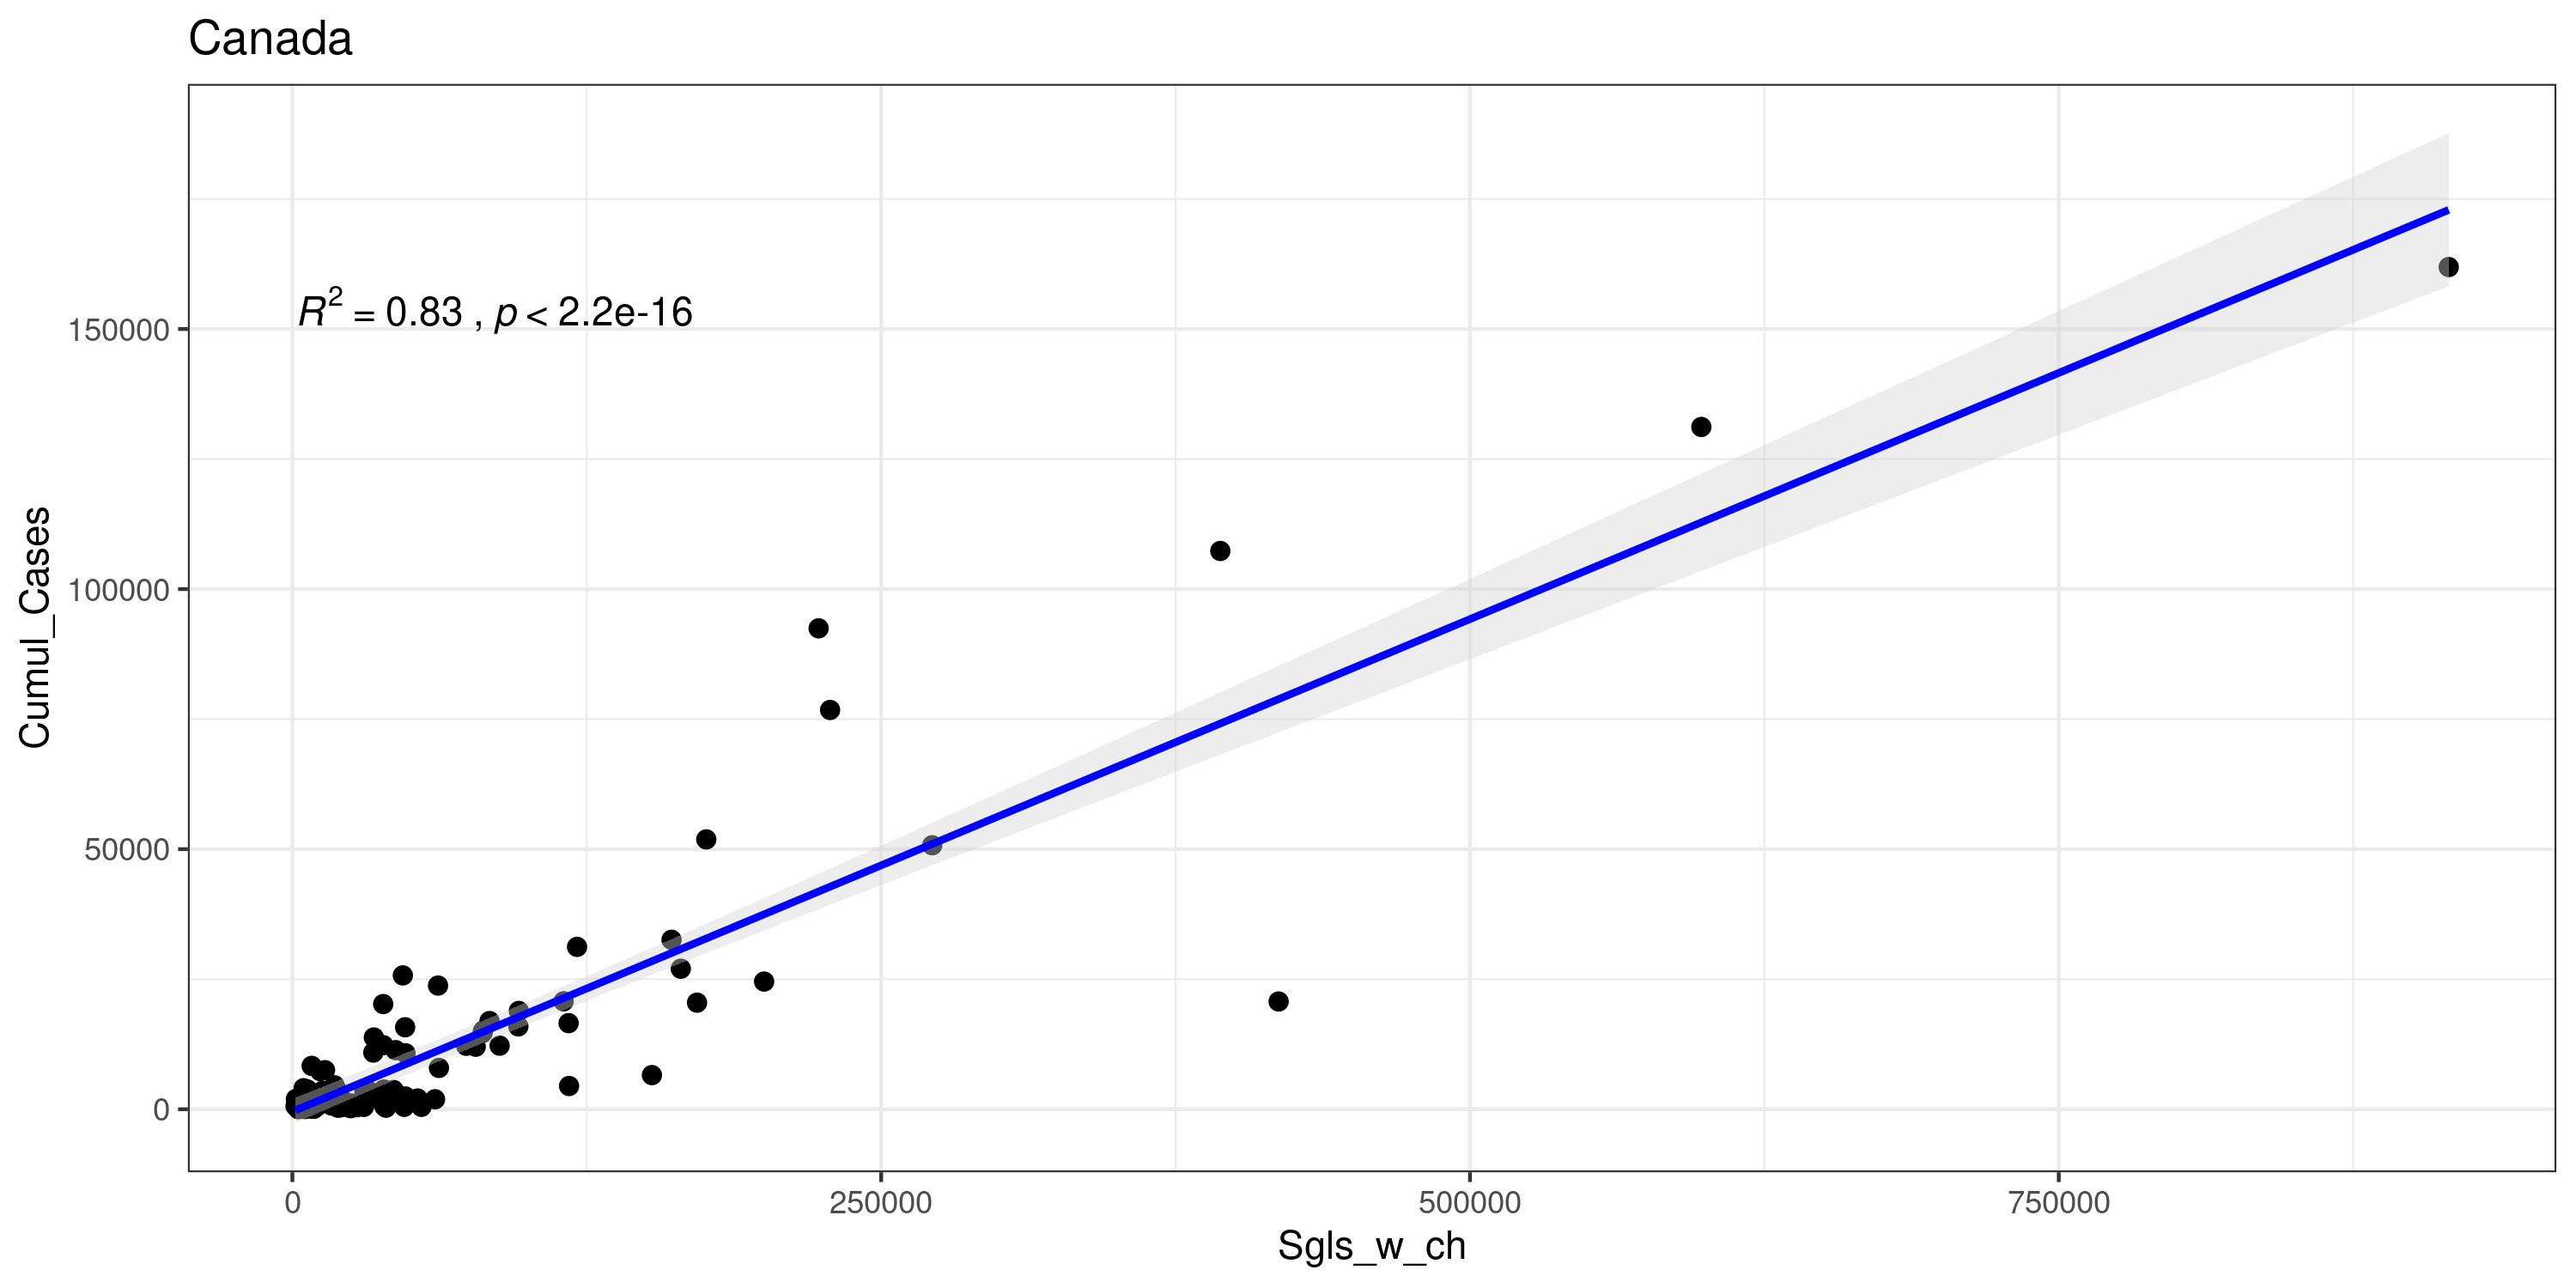 Canada
R² = 0.83 , p < 2.2e-16
Cumul_Cases
150000
100000
50000
0
0 250000 500000 750000
Sgls_w_ch